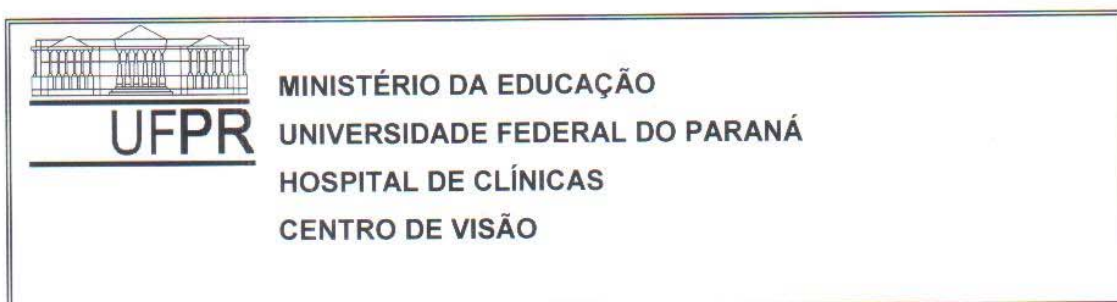 MINISTÉRIO DA EDUCAÇÃO
UFPR
UNIVERSIDADE FEDERAL DO PARANÁ
HOSPITAL DE CLÍNICAS
CENTRO DE VISÃO